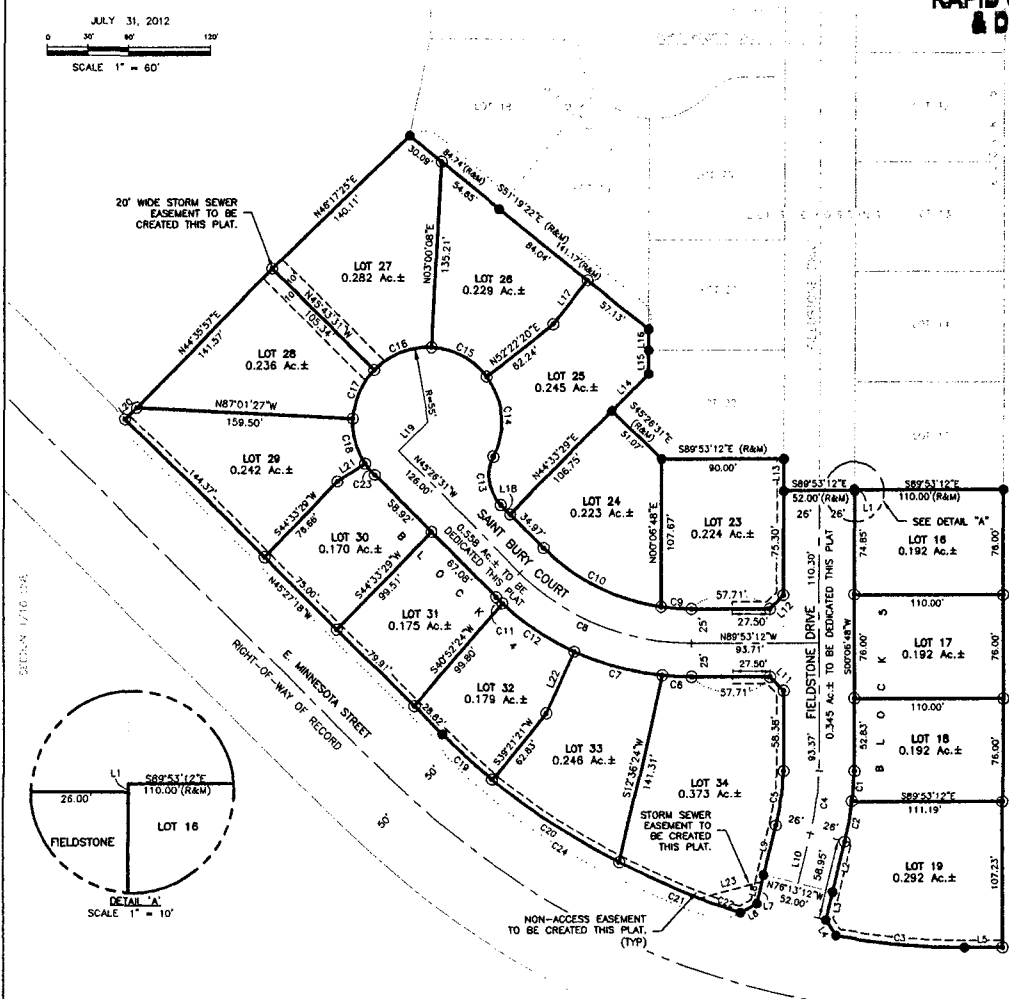 JULY 31, 2012
0 30' 60' 120'
SCALE 1" = 60'
& D
20' WIDE STORM SEWER
EASEMENT TO BE
CREATED THIS PLAT.
N48°17'25"E
140.11'
30.09'
84.74'(R&M)
54.65'
S51°19'22"E (R&M)
84.04'
141.17'(R&M)
57.13'
N03°00'08"E
135.21'
LOT 27
0.282 Ac.±
LOT 26
0.229 Ac.±
L17
N52°22'20"E
62.24'
L16
L15
L14
10
10
N45°43'31"W
105.34'
N44°35'57"E
141.57'
LOT 28
0.236 Ac.±
C16
C15
C17
R=55'
LOT 25
0.245 Ac.±
C14
L20
N87°01'27"W
159.50'
L19
C18
S45°26'31"E
(R&M)
51.07'
S89°53'12"E (R&M)
90.00'
N44°33'29"E
106.75'
LOT 29
0.242 Ac.±
144.37'
L21
C23
N45°26'31"W
126.00'
C13
L18
L13
S89°53'12"E
52.00'(R&M)
26' 26'
S89°53'12"E
110.00'(R&M)
L1
SEE DETAIL "A"
S44°33'29"W
78.66'
58.92'
SAINT BURY COURT
34.97'
LOT 24
0.223 Ac.±
N00°06'48"E
107.67'
LOT 23
0.224 Ac.±
75.30'
110.30'
74.85'
LOT 16
0.192 Ac.±
76.00'
LOT 30
0.170 Ac.±
BLOCK 4
0.558 Ac.± TO BE
DEDICATED THIS PLAT
67.08'
C10
C9
57.71'
27.50'
L12
110.00'
N45°27'18"W
75.00'
S44°33'29"W
99.51'
LOT 31
0.175 Ac.±
C11
C12
C8
25'
N89°53'12"W
93.71'
25'
27.50'
57.71'
FIELDSTONE DRIVE
0.345 Ac.± TO BE DEDICATED THIS PLAT
S00°06'48"W
76.00'
LOT 17
0.192 Ac.±
76.00'
BLOCK 5
E. MINNESOTA STREET
RIGHT-OF-WAY OF RECORD
79.91'
S40°52'24"W
99.80'
LOT 32
0.179 Ac.±
L22
C7
C6
L11
110.00'
58.38'
93.37'
52.83'
LOT 18
0.192 Ac.±
76.00'
28.62'
S39°21'21"W
62.83'
LOT 33
0.246 Ac.±
S12°36'24"W
141.31'
LOT 34
0.373 Ac.±
C5
C4
C1
S89°53'12"E
111.19'
C19
50'
50'
C20
C24
STORM SEWER
EASEMENT TO
BE CREATED
THIS PLAT.
26'
26'
C2
L9
L10
58.95'
L2
LOT 19
0.292 Ac.±
107.23'
L23
N76°13'12"W
52.00'
L7
L8
L3
L4
C21
C22
C3
L5
NON-ACCESS EASEMENT
TO BE CREATED THIS PLAT.
(TYP)
L1
S89°53'12"E
110.00'(R&M)
26.00'
FIELDSTONE
LOT 16
DETAIL 'A'
SCALE 1" = 10'